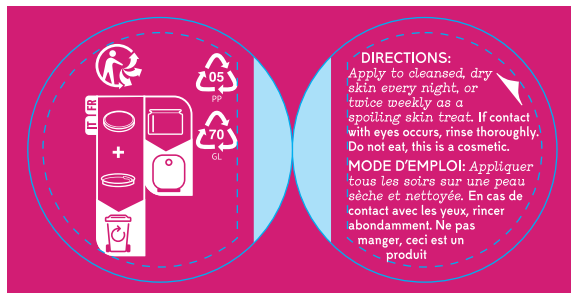 FR
IT
+
05
PP
70
GL
DIRECTIONS:
Apply to cleansed, dry
skin every night, or
twice weekly as a
spoiling skin treat. If contact
with eyes occurs, rinse thoroughly.
Do not eat, this is a cosmetic.
MODE D'EMPLOI: Appliquer
tous les soirs sur une peau
sèche et nettoyée. En cas de
contact avec les yeux, rincer
abondamment. Ne pas
manger, ceci est un
produit